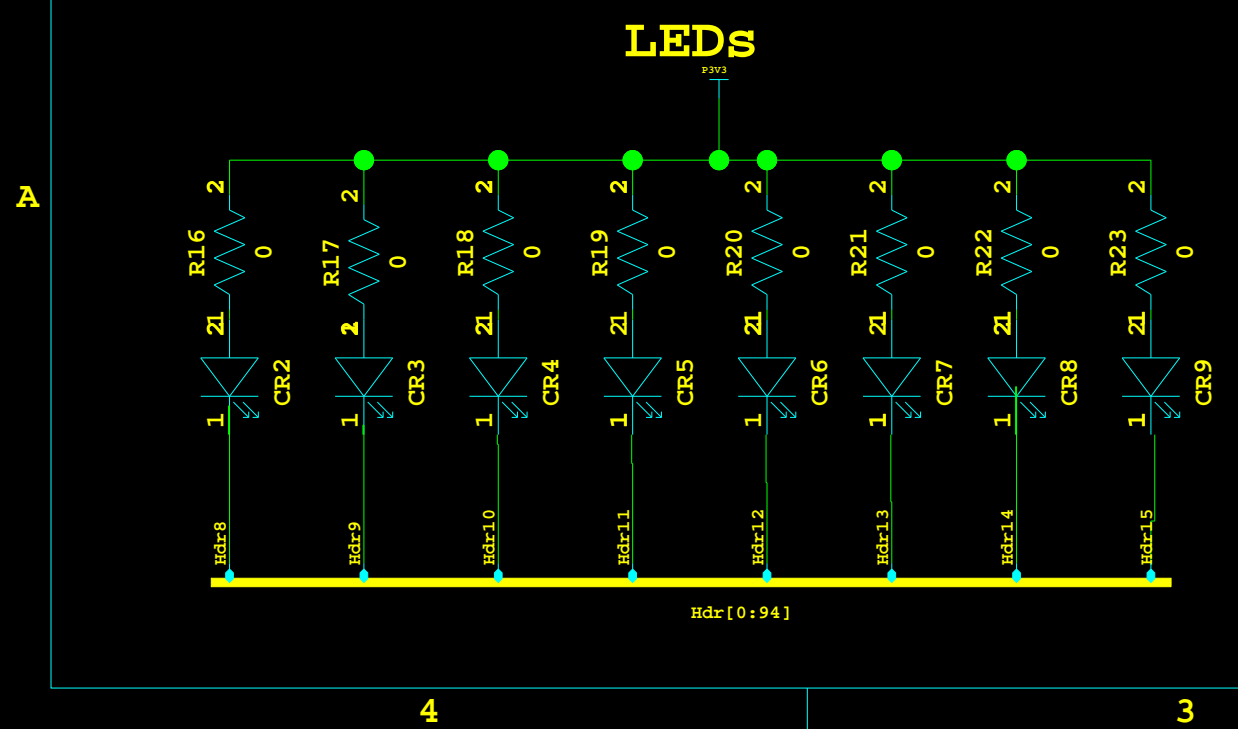 LEDs
P3V3
A
2 2 2 2 2 2 2 2
R16 0 R17 0 R18 0 R19 0 R20 0 R21 0 R22 0 R23 0
21 21 21 21 21 21 21
CR2 CR3 CR4 CR5 CR6 CR7 CR8 CR9
1 1 1 1 1 1 1 1
Hdr8 Hdr9 Hdr10 Hdr11 Hdr12 Hdr13 Hdr14 Hdr15
Hdr[0:94]
4 3